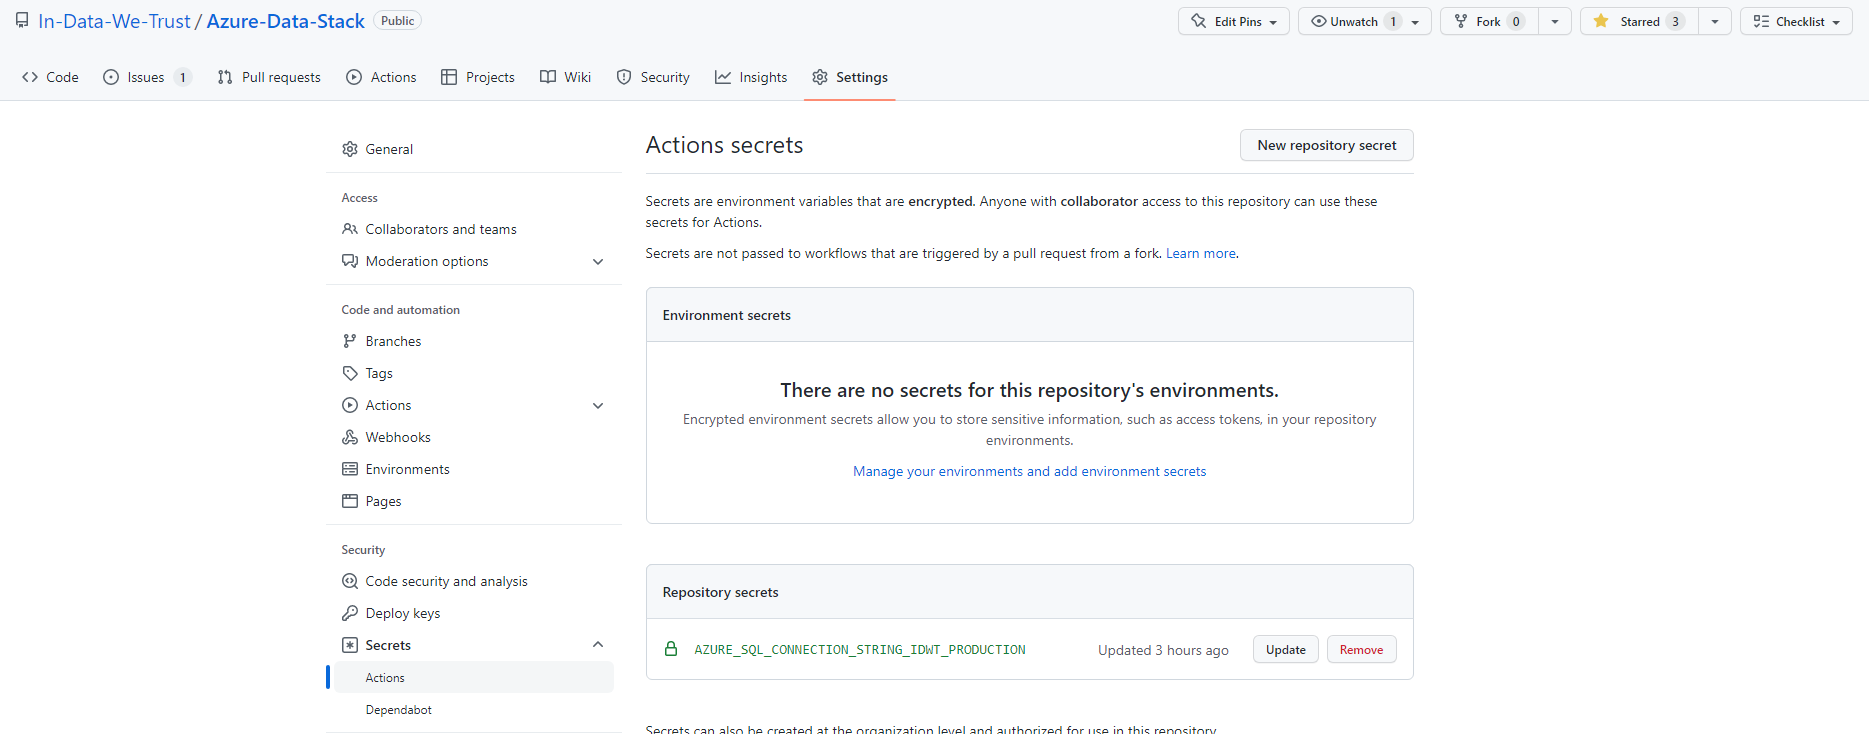 In-Data-We-Trust / Azure-Data-Stack Public
Edit Pins
Unwatch 1
Fork 0
Starred 3
Checklist
Code
Issues 1
Pull requests
Actions
Projects
Wiki
Security
Insights
Settings
General
Access
Collaborators and teams
Moderation options
Code and automation
Branches
Tags
Actions
Webhooks
Environments
Pages
Security
Code security and analysis
Deploy keys
Secrets
Actions
Dependabot
Actions secrets
New repository secret
Secrets are environment variables that are encrypted. Anyone with collaborator access to this repository can use these
secrets for Actions.
Secrets are not passed to workflows that are triggered by a pull request from a fork. Learn more.
Environment secrets
There are no secrets for this repository's environments.
Encrypted environment secrets allow you to store sensitive information, such as access tokens, in your repository
environments.
Manage your environments and add environment secrets
Repository secrets
AZURE_SQL_CONNECTION_STRING_IDWT_PRODUCTION
Updated 3 hours ago
Update
Remove
Secrets can also be created at the organization level and authorized for use in this repository.